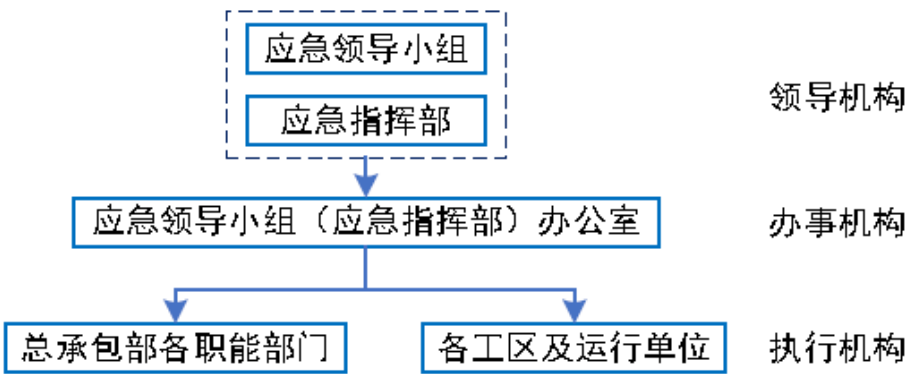 应急领导小组
应急指挥部
领导机构
应急领导小组（应急指挥部）办公室
办事机构
总承包部各职能部门
各工区及运行单位
执行机构